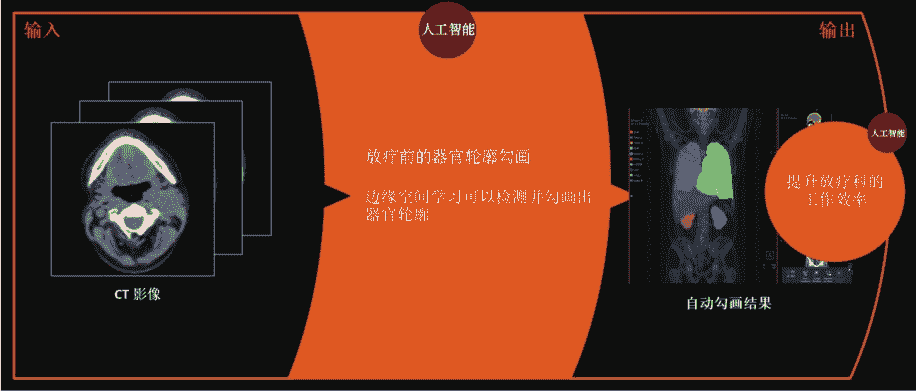 输入
人工智能
输出
CT 影像
放疗前的器官轮廓勾画
边缘空间学习可以检测并勾画出
器官轮廓
人工智能
提升放疗科的
工作效率
自动勾画结果